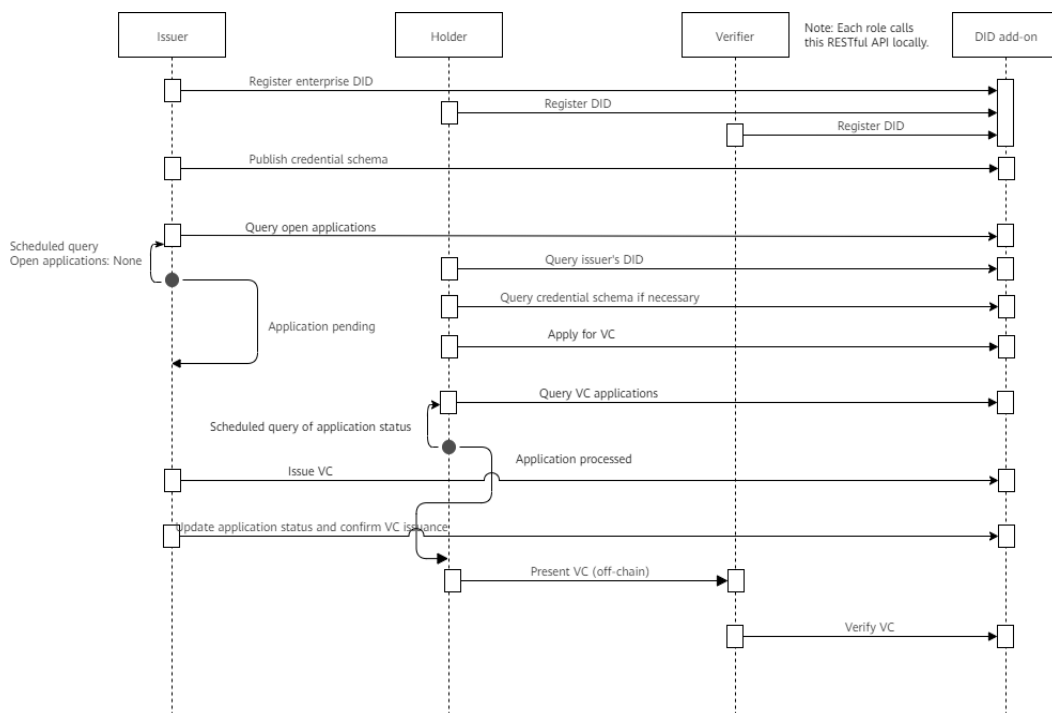 Issuer
Holder
Verifier
Note: Each role calls
this RESTful API locally.
DID add-on
Register enterprise DID
Register DID
Register DID
Publish credential schema
Query open applications
Scheduled query
Open applications: None
Query issuer's DID
Query credential schema if necessary
Application pending
Apply for VC
Query VC applications
Scheduled query of application status
Application processed
Issue VC
Update application status and confirm VC issuance
Present VC (off-chain)
Verify VC